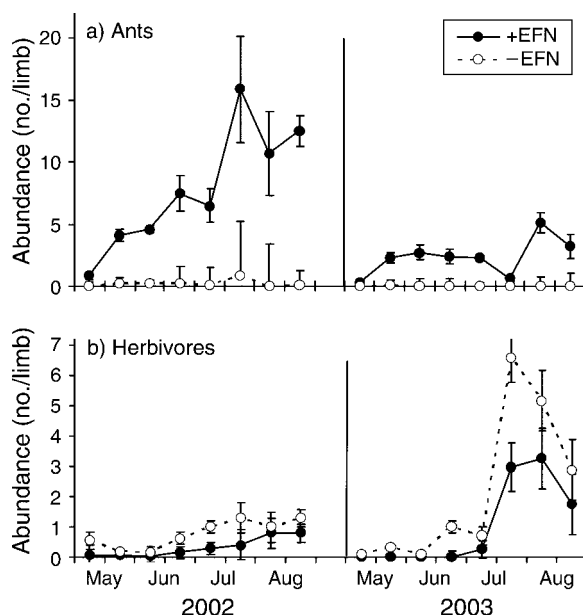 a) Ants
+EFN
−EFN
Abundance (no./limb)
20
15
10
5
0
b) Herbivores
Abundance (no./limb)
7
6
5
4
3
2
1
0
May Jun Jul Aug May Jun Jul Aug
2002 2003